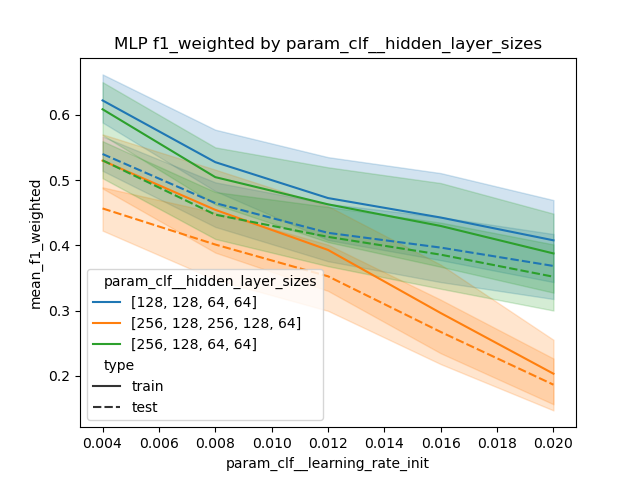 MLP f1_weighted by param_clf__hidden_layer_sizes
mean_f1_weighted
0.6
0.5
0.4
0.3
0.2
param_clf__hidden_layer_sizes
[128, 128, 64, 64]
[256, 128, 256, 128, 64]
[256, 128, 64, 64]
type
train
test
0.004 0.006 0.008 0.010 0.012 0.014 0.016 0.018 0.020
param_clf__learning_rate_init